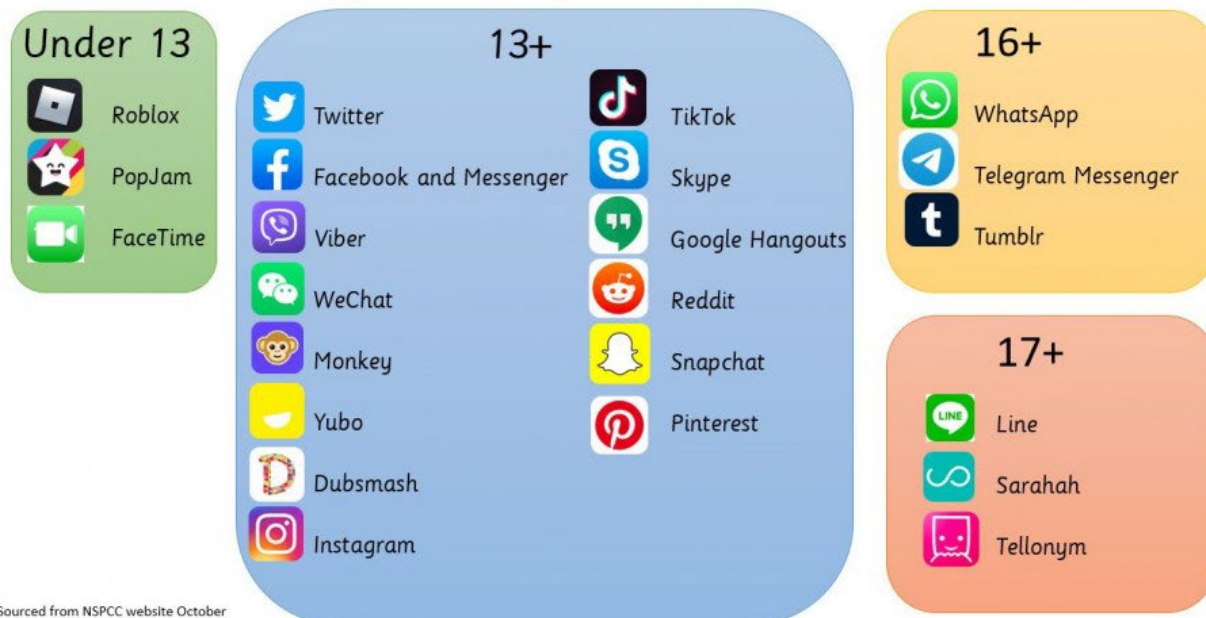 Under 13
Roblox
PopJam
FaceTime
13+
Twitter
Facebook and Messenger
Viber
WeChat
Monkey
Yubo
Dubsmash
Instagram
TikTok
Skype
Google Hangouts
Reddit
Snapchat
Pinterest
16+
WhatsApp
Telegram Messenger
t
Tumblr
17+
LINE
Line
Sarahah
Tellonym
Sourced from NSPCC website October